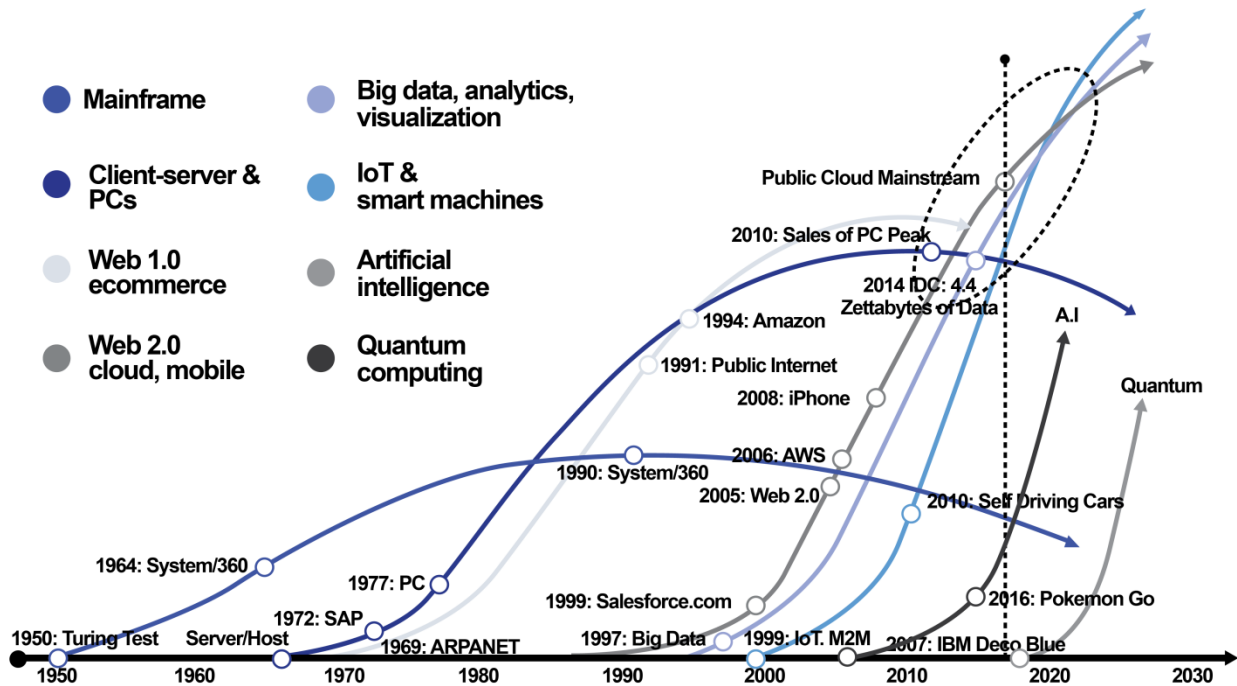 Mainframe
Big data, analytics,
visualization
Client-server &
PCs
IoT &
smart machines
Web 1.0
ecommerce
Artificial
intelligence
Web 2.0
cloud, mobile
Quantum
computing
Public Cloud Mainstream
2010: Sales of PC Peak
2014 IDC: 4.4
Zettabytes of Data
1994: Amazon
A.I
1991: Public Internet
Quantum
2008: iPhone
2006: AWS
1990: System/360
2005: Web 2.0
2010: Self Driving Cars
1964: System/360
1977: PC
1999: Salesforce.com
2016: Pokemon Go
1972: SAP
1950: Turing Test
Server/Host
1969: ARPANET
1997: Big Data
1999: IoT. M2M
2007: IBM Deco Blue
1950
1960
1970
1980
1990
2000
2010
2020
2030